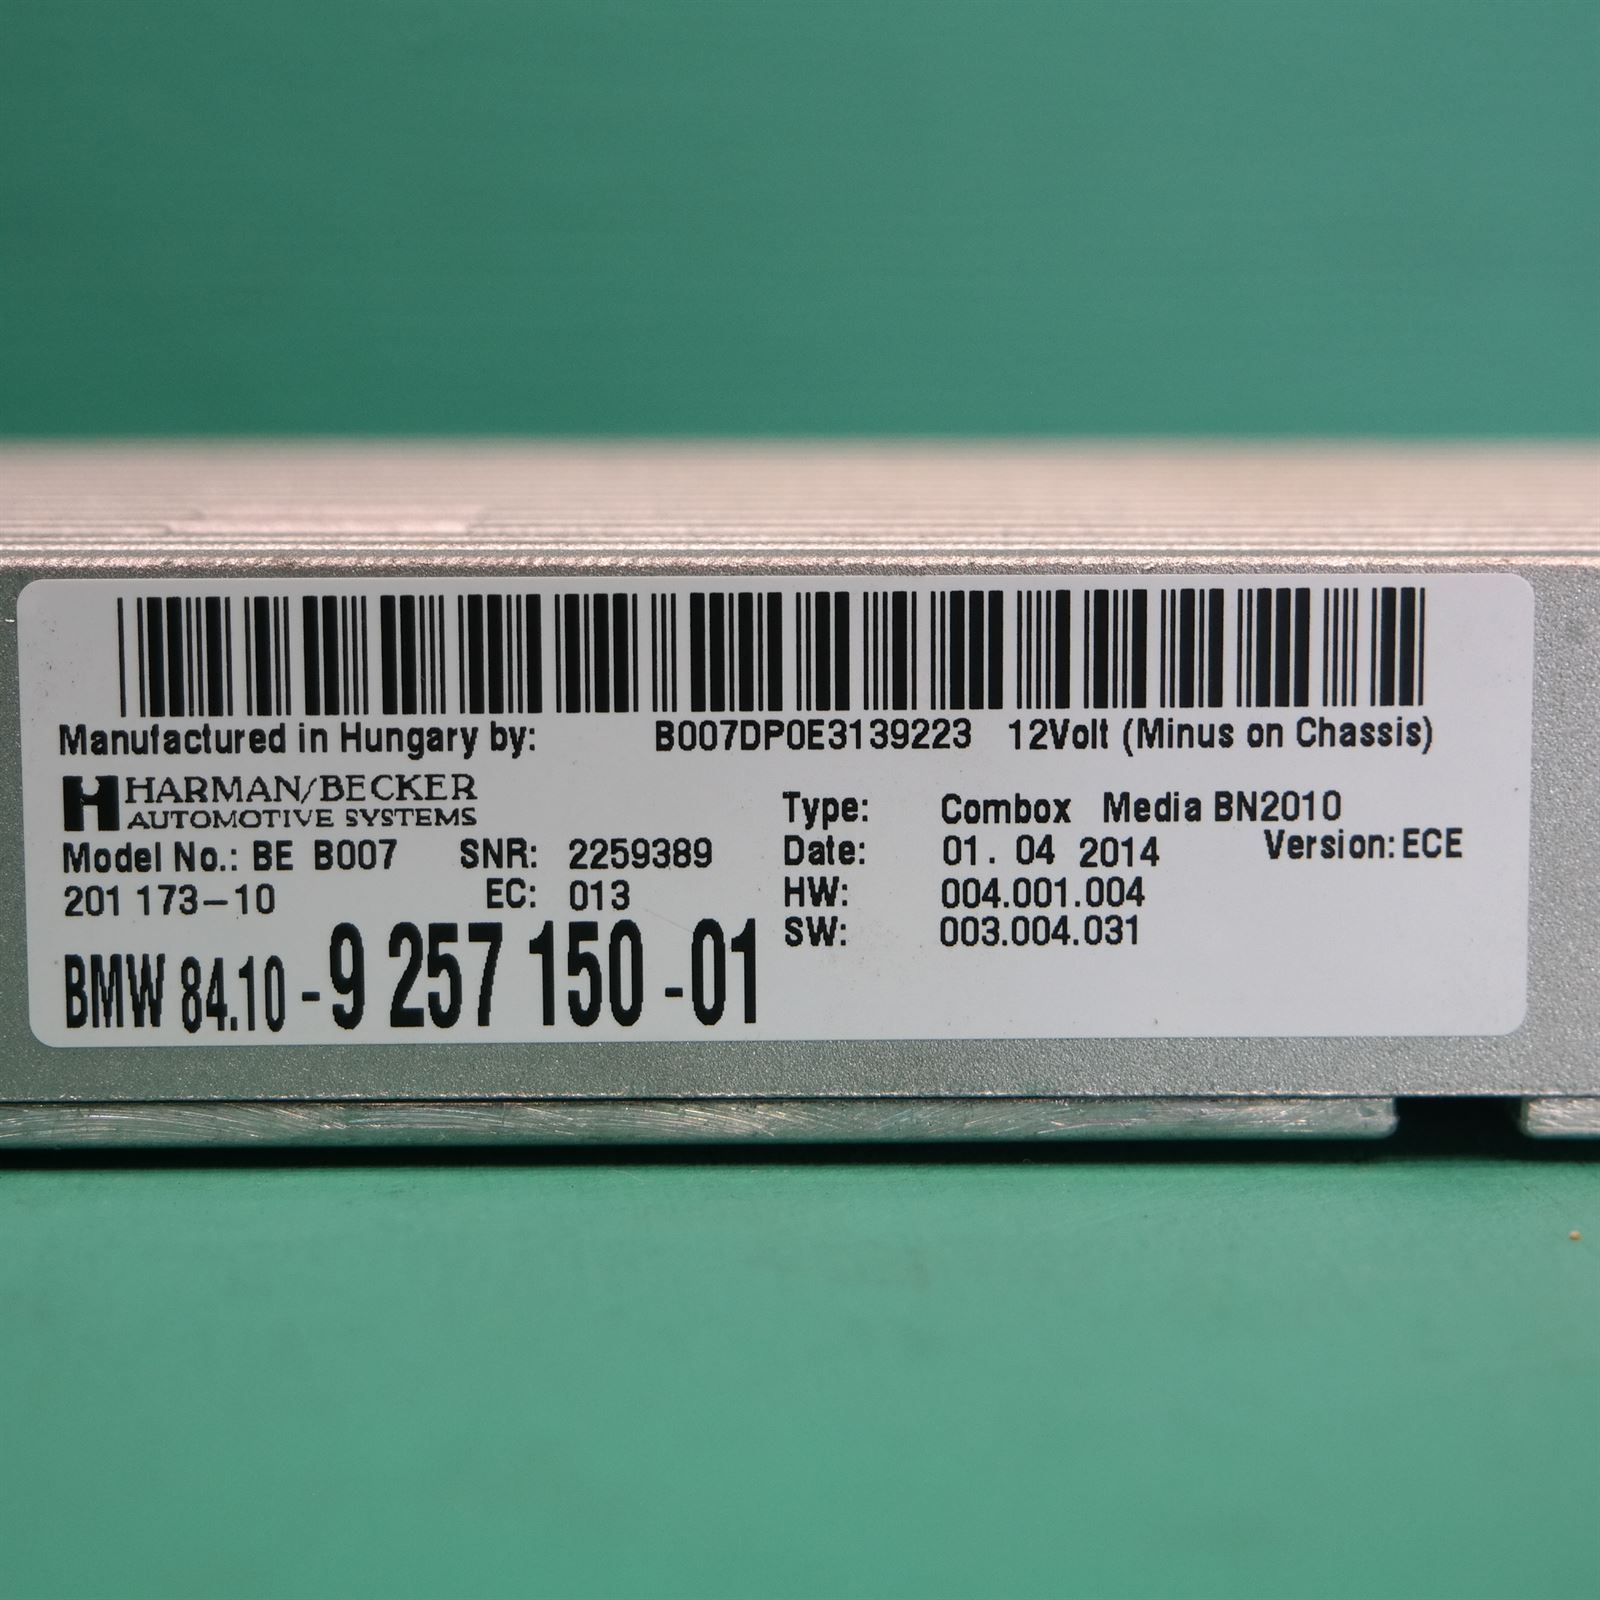 Manufactured in Hungary by: B007DP0E3139223 12Volt (Minus on Chassis)
HARMAN/BECKER
AUTOMOTIVE SYSTEMS
Model No.: BE B007 SNR: 2259389
201 173-10 EC: 013
BMW 84.10-9 257 150-01
Type: Combox Media BN2010
Date: 01. 04 2014 Version: ECE
HW: 004.001.004
SW: 003.004.031